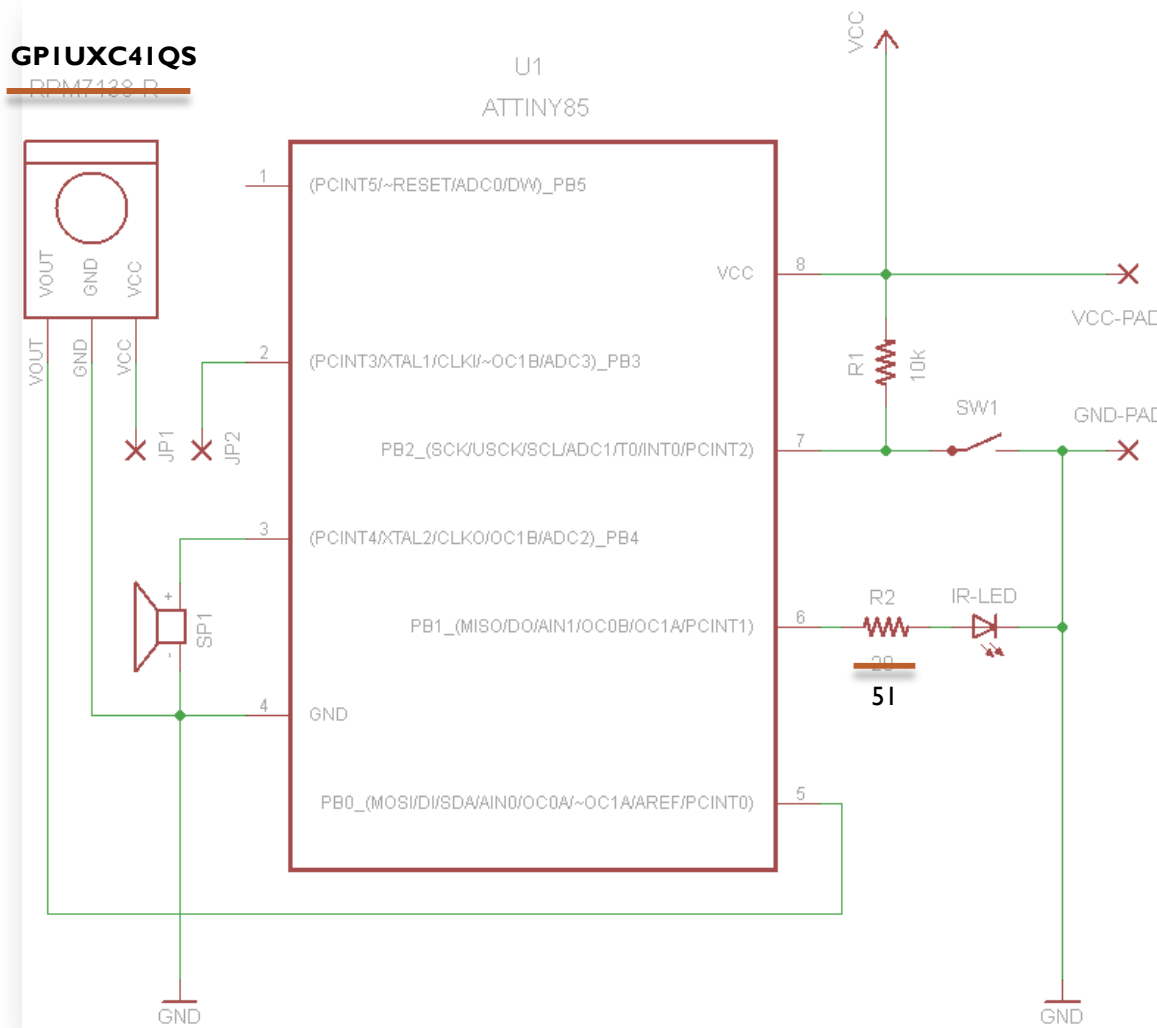 GP1UXC41QS
RPM7138-R
U1
ATTINY85
VCC
VOUT
GND
VCC
VOUT
GND
VCC
JP1
JP2
1
(PCINT5/~RESET/ADC0/DW)_PB5
2
(PCINT3/XTAL1/CLKI/~OC1B/ADC3)_PB3
3
(PCINT4/XTAL2/CLKO/OC1B/ADC2)_PB4
4
GND
VCC
8
PB2_(SCK/USCK/SCL/ADC1/T0/INT0/PCINT2)
7
PB1_(MISO/DO/AIN1/OC0B/OC1A/PCINT1)
6
PB0_(MOSI/DI/SDA/AIN0/OC0A/~OC1A/AREF/PCINT0)
5
VCC-PAD
R1
10k
SW1
GND-PAD
R2
IR-LED
51
+
SP1
-
GND
GND